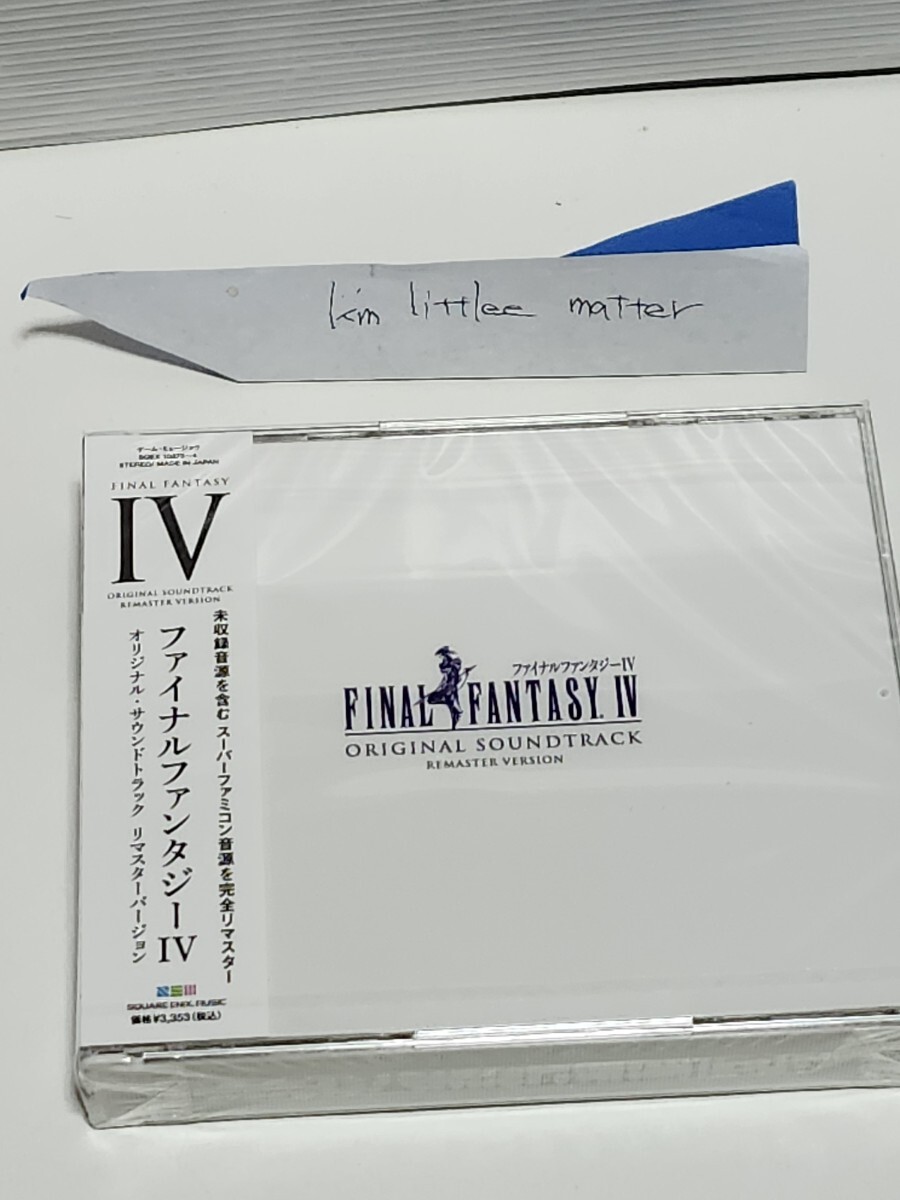 km littlee matter
ゲーム・ミュージック
STEREO/ MADE IN JAPAN
FINAL FANTASY
IV
ORIGINAL SOUNDTRACK
REMASTER VERSION
未収録音源を含むスーパーファミコン音源を完全リマスター
ファイナルファンタジーIV
オリジナル・サウンドトラック リマスターバージョン
SQUARE ENIX MUSIC
価格¥3,353(税込)
ファイナルファンタジーIV
FINAL FANTASY IV
ORIGINAL SOUNDTRACK
REMASTER VERSION